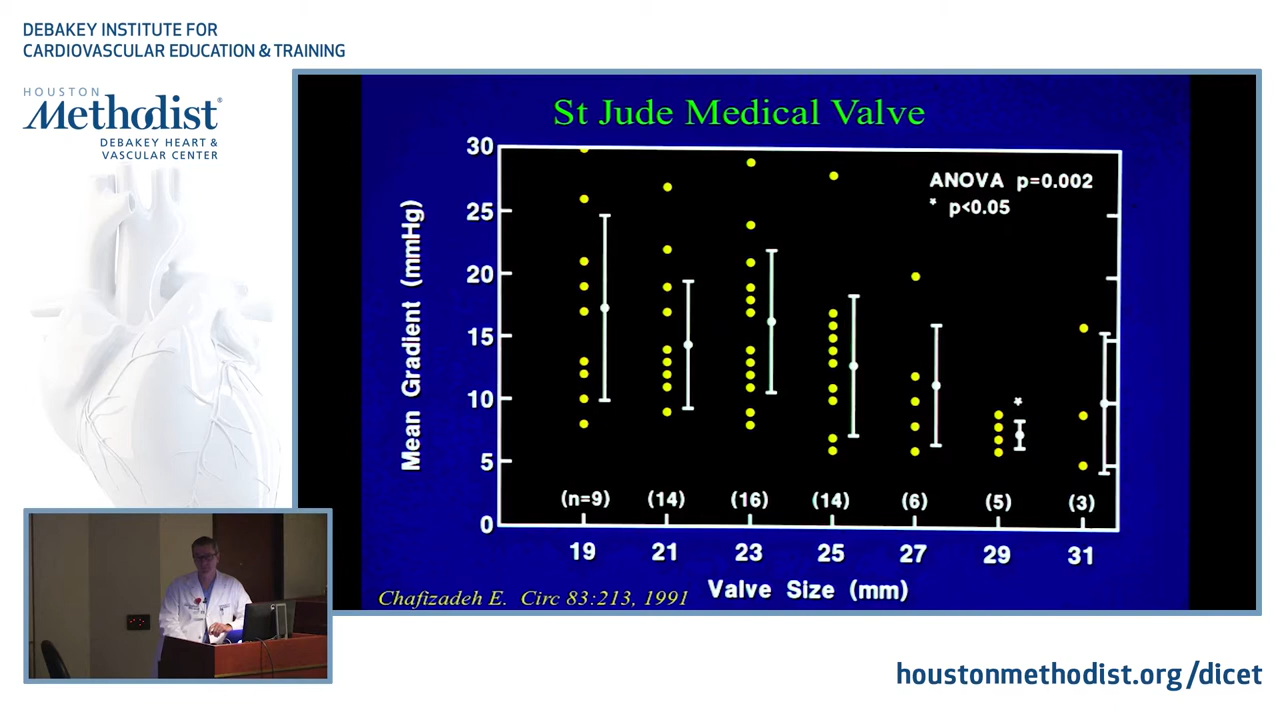 DEBAKEY INSTITUTE FOR
CARDIOVASCULAR EDUCATION & TRAINING
HOUSTON
Methodist®
DEBAKEY HEART &
VASCULAR CENTER
St Jude Medical Valve
ANOVA p=0.002
* p<0.05
Mean Gradient (mmHg)
30
25
20
15
10
5
0
*
(n=9) (14) (16) (14) (6) (5) (3)
19 21 23 25 27 29 31
Valve Size (mm)
Chafizadeh E. Circ 83:213, 1991
houstonmethodist.org/dicet